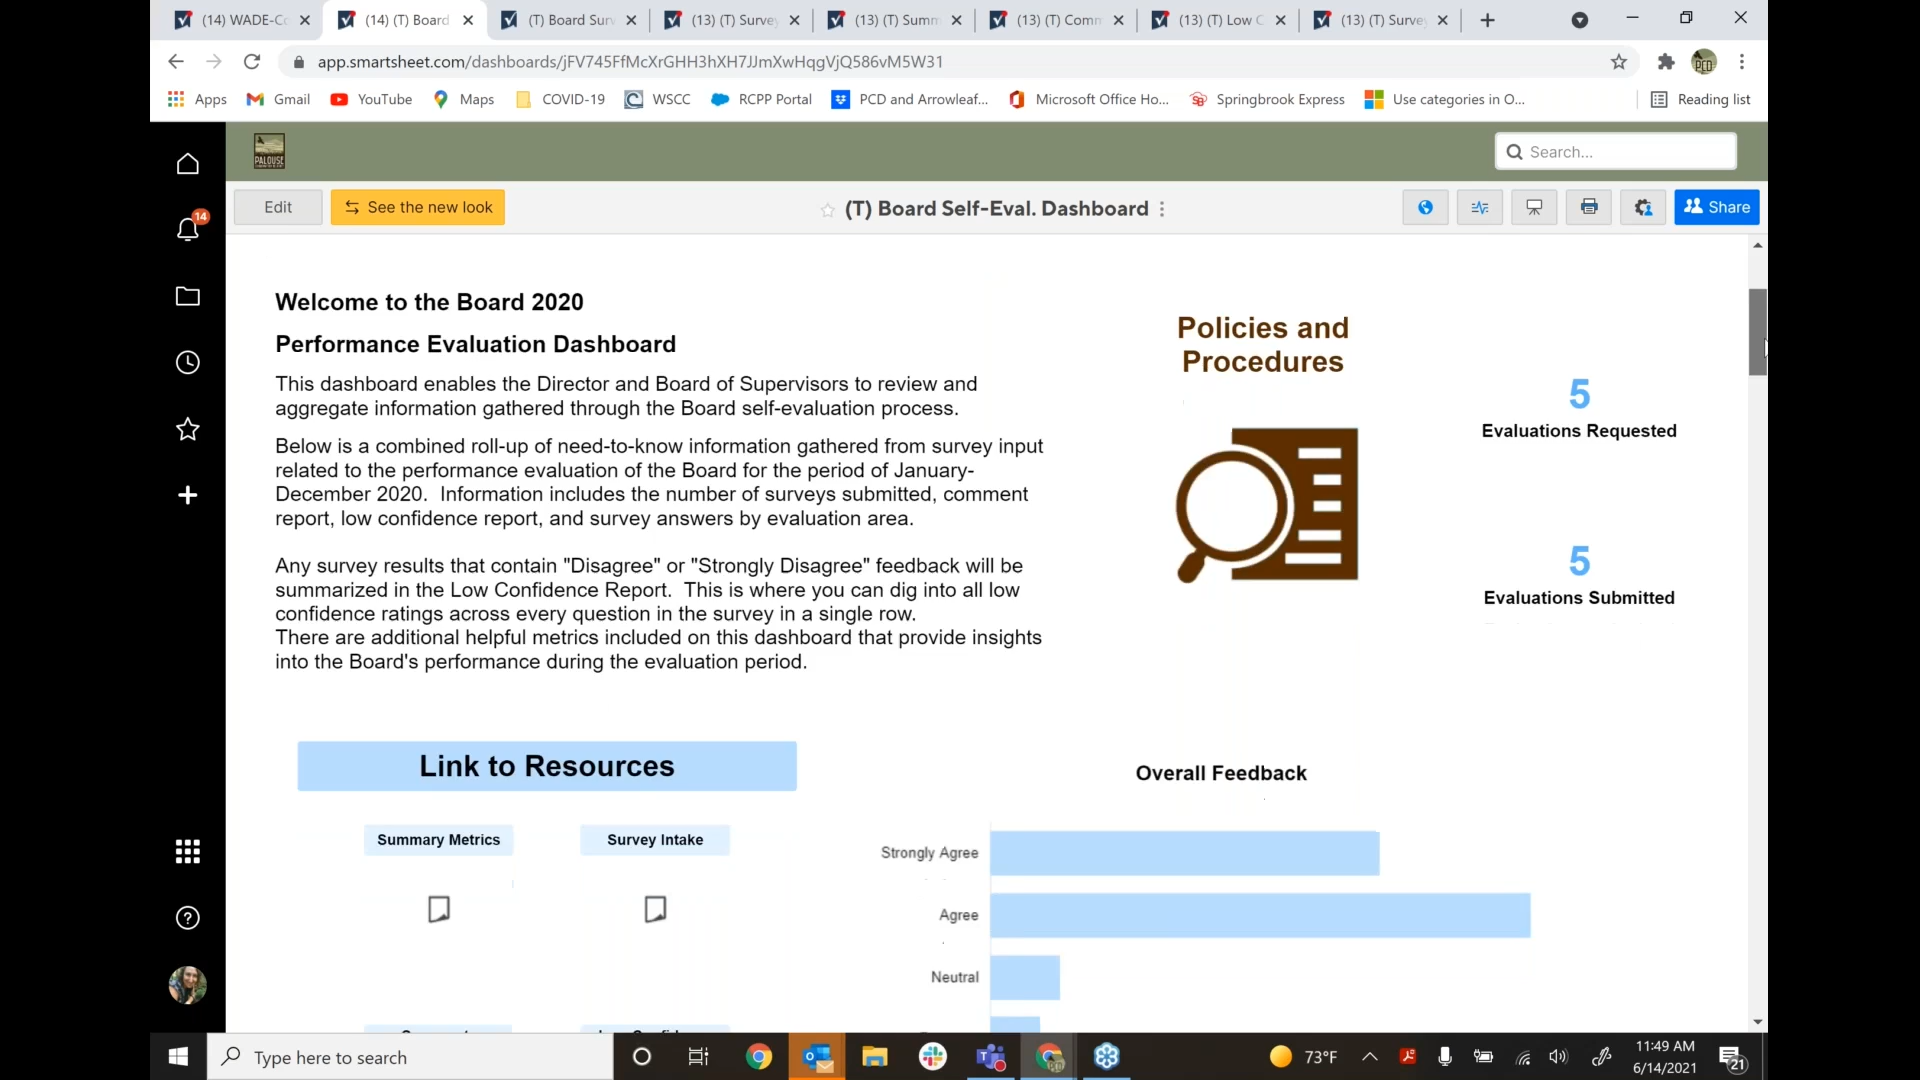 (14) WADE-Co
(14) (T) Board
(T) Board Surv
(13) (T) Survey
(13) (T) Summ
(13) (T) Comm
(13) (T) Low C
(13) (T) Survey
app.smartsheet.com/dashboards/jFV745FfMcXrGHH3hXH7JJmXwHqgVjQ586vM5W31
PCD
Apps
Gmail
YouTube
Maps
COVID-19
WSCC
RCPP Portal
PCD and Arrowleaf...
Microsoft Office Ho...
Springbrook Express
Use categories in O...
Reading list
PALOUSE
Search...
14
Edit
See the new look
(T) Board Self-Eval. Dashboard
Share
Welcome to the Board 2020
Performance Evaluation Dashboard
This dashboard enables the Director and Board of Supervisors to review and
aggregate information gathered through the Board self-evaluation process.
Below is a combined roll-up of need-to-know information gathered from survey input
related to the performance evaluation of the Board for the period of January-
December 2020. Information includes the number of surveys submitted, comment
report, low confidence report, and survey answers by evaluation area.
Any survey results that contain "Disagree" or "Strongly Disagree" feedback will be
summarized in the Low Confidence Report. This is where you can dig into all low
confidence ratings across every question in the survey in a single row.
There are additional helpful metrics included on this dashboard that provide insights
into the Board's performance during the evaluation period.
Policies and
Procedures
5
Evaluations Requested
5
Evaluations Submitted
Link to Resources
Summary Metrics
Survey Intake
Overall Feedback
Strongly Agree
Agree
Neutral
Type here to search
73°F
11:49 AM
6/14/2021
21